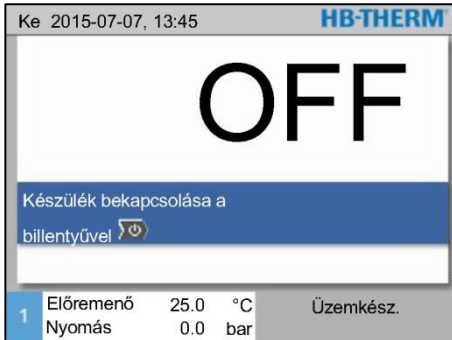 Ke 2015-07-07, 13:45 HB-THERM
OFF
Készülék bekapcsolása a
billentyűvel
1 Előremenő 25.0 °C Üzemkész.
Nyomás 0.0 bar